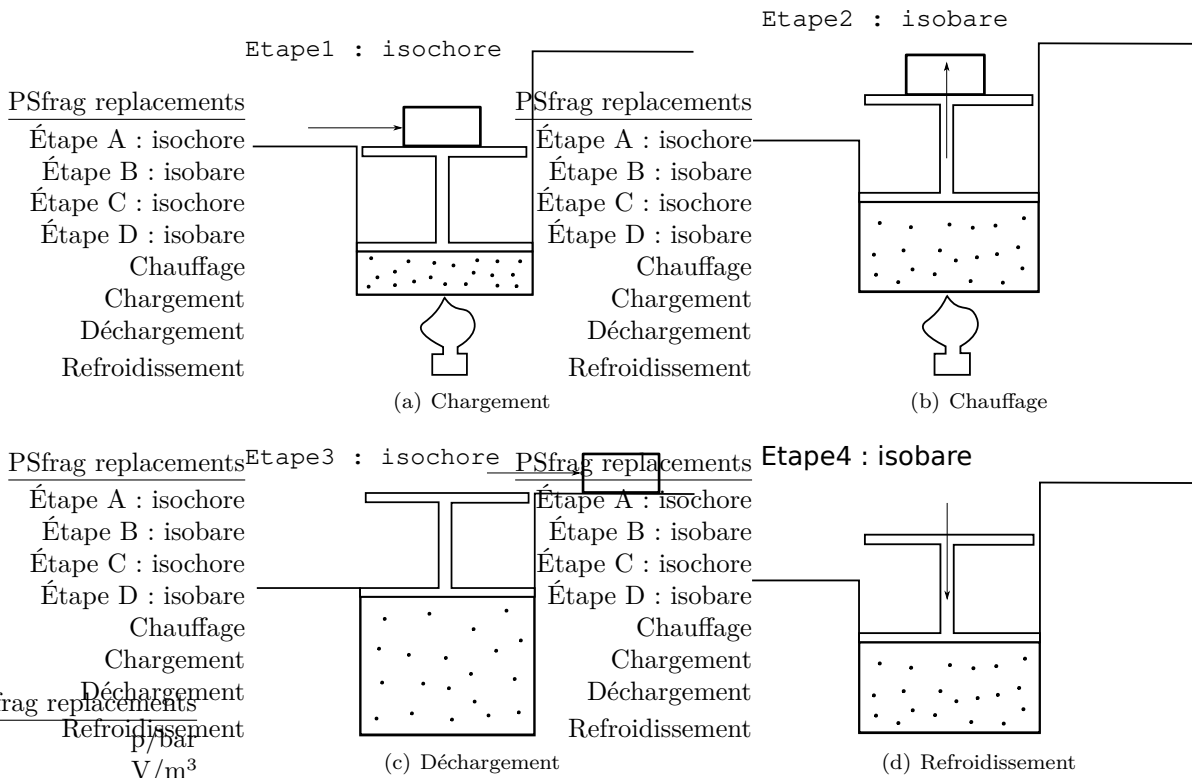 Etape1 : isochore
PSfrag replacements
Étape A : isochore
Étape B : isobare
Étape C : isochore
Étape D : isobare
Chauffage
Chargement
Déchargement
Refroidissement
(a) Chargement
Etape2 : isobare
PSfrag replacements
Étape A : isochore
Étape B : isobare
Étape C : isochore
Étape D : isobare
Chauffage
Chargement
Déchargement
Refroidissement
(b) Chauffage
Etape3 : isochore
PSfrag replacements
Étape A : isochore
Étape B : isobare
Étape C : isochore
Étape D : isobare
Chauffage
Chargement
Déchargement
Refroidissement
(c) Déchargement
Etape4 : isobare
PSfrag replacements
Étape A : isochore
Étape B : isobare
Étape C : isochore
Étape D : isobare
Chauffage
Chargement
Déchargement
Refroidissement
(d) Refroidissement
frag replacements
p/bar
V/m³